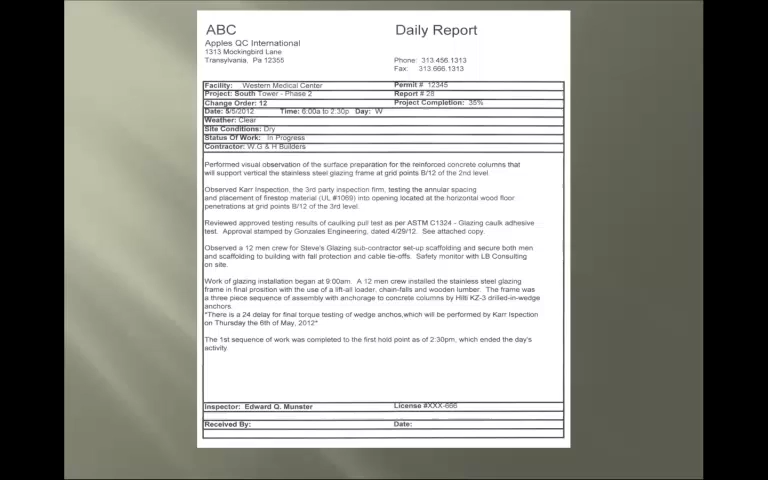 ABC
Daily Report
Apples QC International
1313 Mockingbird Lane
Transylvania, Pa 12355
Phone: 313.456.1313
Fax: 313.666.1313
Facility: Western Medical Center Permit # 12345
Project: South Tower - Phase 2 Report # 28
Change Order: 12 Project Completion: 35%
Date: 5/5/2012 Time: 6:00a to 2:30p Day: W
Weather: Clear
Site Conditions: Dry
Status Of Work: In Progress
Contractor: W.G & H Builders
Performed visual observation of the surface preparation for the reinforced concrete columns that
will support vertical the stainless steel glazing frame at grid points B/12 of the 2nd level.
Observed Karr Inspection, the 3rd party inspection firm, testing the annular spacing
and placement of firestop material (UL #1069) into opening located at the horizontal wood floor
penetrations at grid points B/12 of the 3rd level.
Reviewed approved testing results of caulking pull test as per ASTM C1324 - Glazing caulk adhesive
test. Approval stamped by Gonzales Engineering, dated 4/29/12. See attached copy.
Observed a 12 men crew for Steve's Glazing sub-contractor set-up scaffolding and secure both men
and scaffolding to building with fall protection and cable tie-offs. Safety monitor with LB Consulting
on site.
Work of glazing installation began at 9:00am. A 12 men crew installed the stainless steel glazing
frame in final prosition with the use of a lift-all loader, chain-falls and wooden lumber. The frame was
a three piece sequence of assembly with anchorage to concrete columns by Hilti KZ-3 drilled-in-wedge
anchors.
*There is a 24 delay for final torque testing of wedge anchos,which will be performed by Karr Ispection
on Thursday the 6th of May, 2012*
The 1st sequence of work was completed to the first hold point as of 2:30pm, which ended the day's
activity.
Inspector: Edward Q. Munster License #XXX-666
Received By: Date: